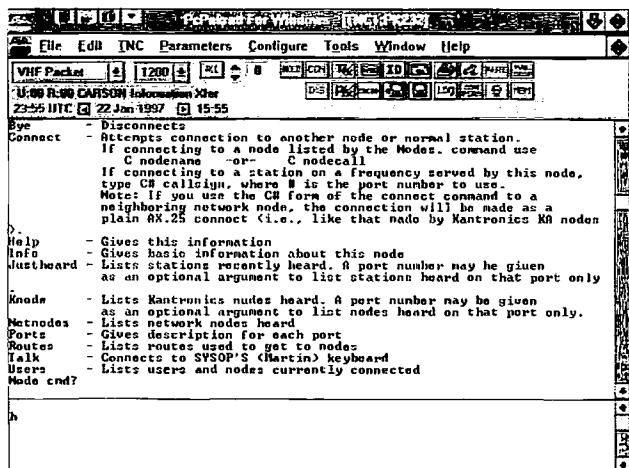 PcPakratt For Windows - [TNC1:PK232]
File Edit TNC Parameters Configure Tools Window Help
VHF Packet 1200
U:00 R:00 CARSON Information Xfer
23:55 UTC 22 Jan 1997 15:55
Bye - Disconnects
Connect - Attempts connection to another node or normal station.
If connecting to a node listed by the Nodes. command use
C nodename -or- C nodecall
If connecting to a station on a frequency served by this node,
type C# callsign, where # is the port number to use.
Note: If you use the C# form of the connect command to a
neighboring network node, the connection will be made as a
plain AX.25 connect (i.e., like that made by Kantronics KA nodes
).
Help - Gives this information
Info - Gives basic information about this node
Justheard - Lists stations recently heard. A port number may be given
as an optional argument to list stations heard on that port only
.
Knode - Lists Kantronics nodes heard. A port number may be given
as an optional argument to list nodes heard on that port only.
Netnodes - Lists network nodes heard
Ports - Gives description for each port
Routes - Lists routes used to get to nodes
Talk - Connects to SYSOP'S (Martin) keyboard
Users - Lists users and nodes currently connected
Node cmd?
h